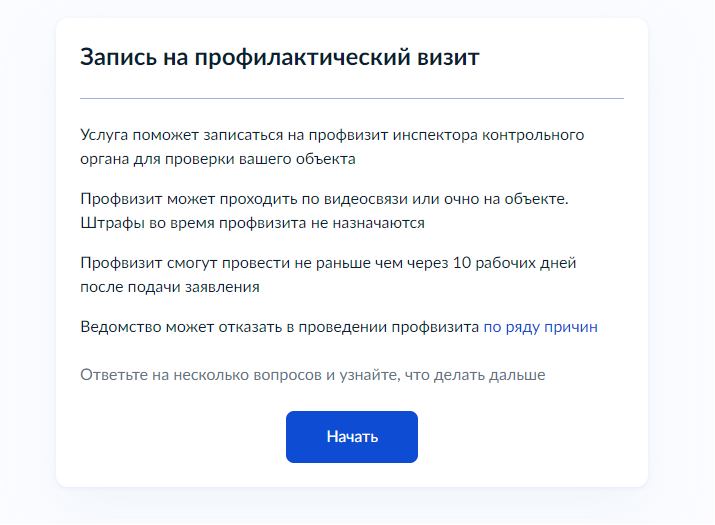 Запись на профилактический визит
Услуга поможет записаться на профвизит инспектора контрольного
органа для проверки вашего объекта
Профвизит может проходить по видеосвязи или очно на объекте.
Штрафы во время профвизита не назначаются
Профвизит смогут провести не раньше чем через 10 рабочих дней
после подачи заявления
Ведомство может отказать в проведении профвизита по ряду причин
Ответьте на несколько вопросов и узнайте, что делать дальше
Начать